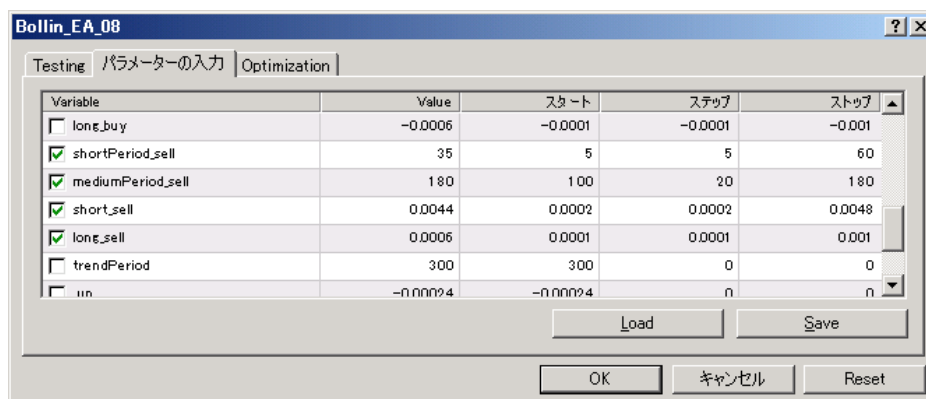 Bollin_EA_08
Testing パラメーターの入力 Optimization
Variable Value スタート ステップ ストップ
long_buy -0.0006 -0.0001 -0.0001 -0.001
shortPeriod_sell 35 5 5 60
mediumPeriod_sell 180 100 20 180
short_sell 0.0044 0.0002 0.0002 0.0048
long_sell 0.0006 0.0001 0.0001 0.001
trendPeriod 300 300 0 0
un -0.00024 -0.00024 0 0
Load Save
OK キャンセル Reset